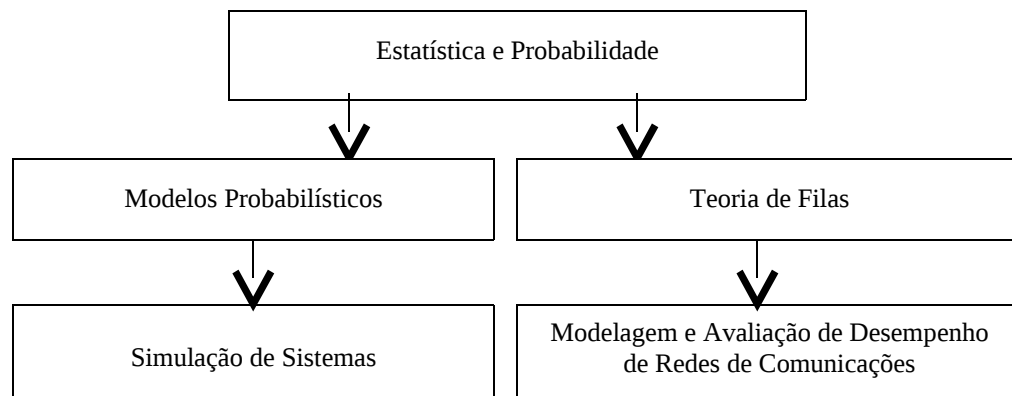 Estatística e Probabilidade
Modelos Probabilísticos
Teoria de Filas
Simulação de Sistemas
Modelagem e Avaliação de Desempenho
de Redes de Comunicações